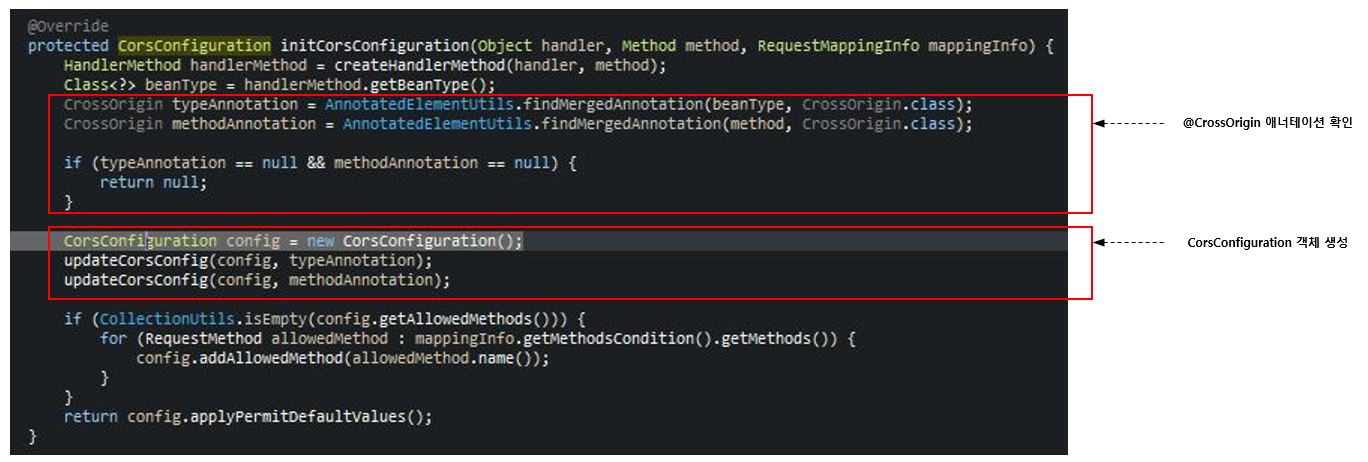 @Override
protected CorsConfiguration initCorsConfiguration(Object handler, Method method, RequestMappingInfo mappingInfo) {
HandlerMethod handlerMethod = createHandlerMethod(handler, method);
Class<?> beanType = handlerMethod.getBeanType();
CrossOrigin typeAnnotation = AnnotatedElementUtils.findMergedAnnotation(beanType, CrossOrigin.class);
CrossOrigin methodAnnotation = AnnotatedElementUtils.findMergedAnnotation(method, CrossOrigin.class);
@CrossOrigin 애너테이션 확인
if (typeAnnotation == null && methodAnnotation == null) {
return null;
}
CorsConfiguration config = new CorsConfiguration();
CorsConfiguration 객체 생성
updateCorsConfig(config, typeAnnotation);
updateCorsConfig(config, methodAnnotation);
if (CollectionUtils.isEmpty(config.getAllowedMethods())) {
for (RequestMethod allowedMethod : mappingInfo.getMethodsCondition().getMethods()) {
config.addAllowedMethod(allowedMethod.name());
}
}
return config.applyPermitDefaultValues();
}